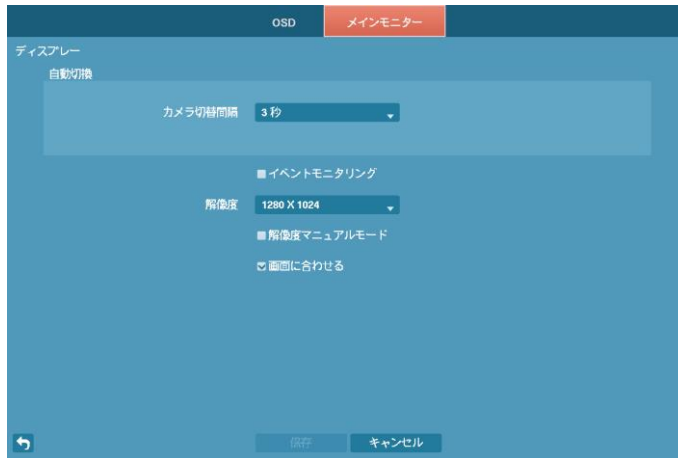 OSD メインモニター
ディスプレー
自動切換
カメラ切替間隔 3 秒
イベントモニタリング
解像度 1280 X 1024
解像度マニュアルモード
画面に合わせる
保存 キャンセル